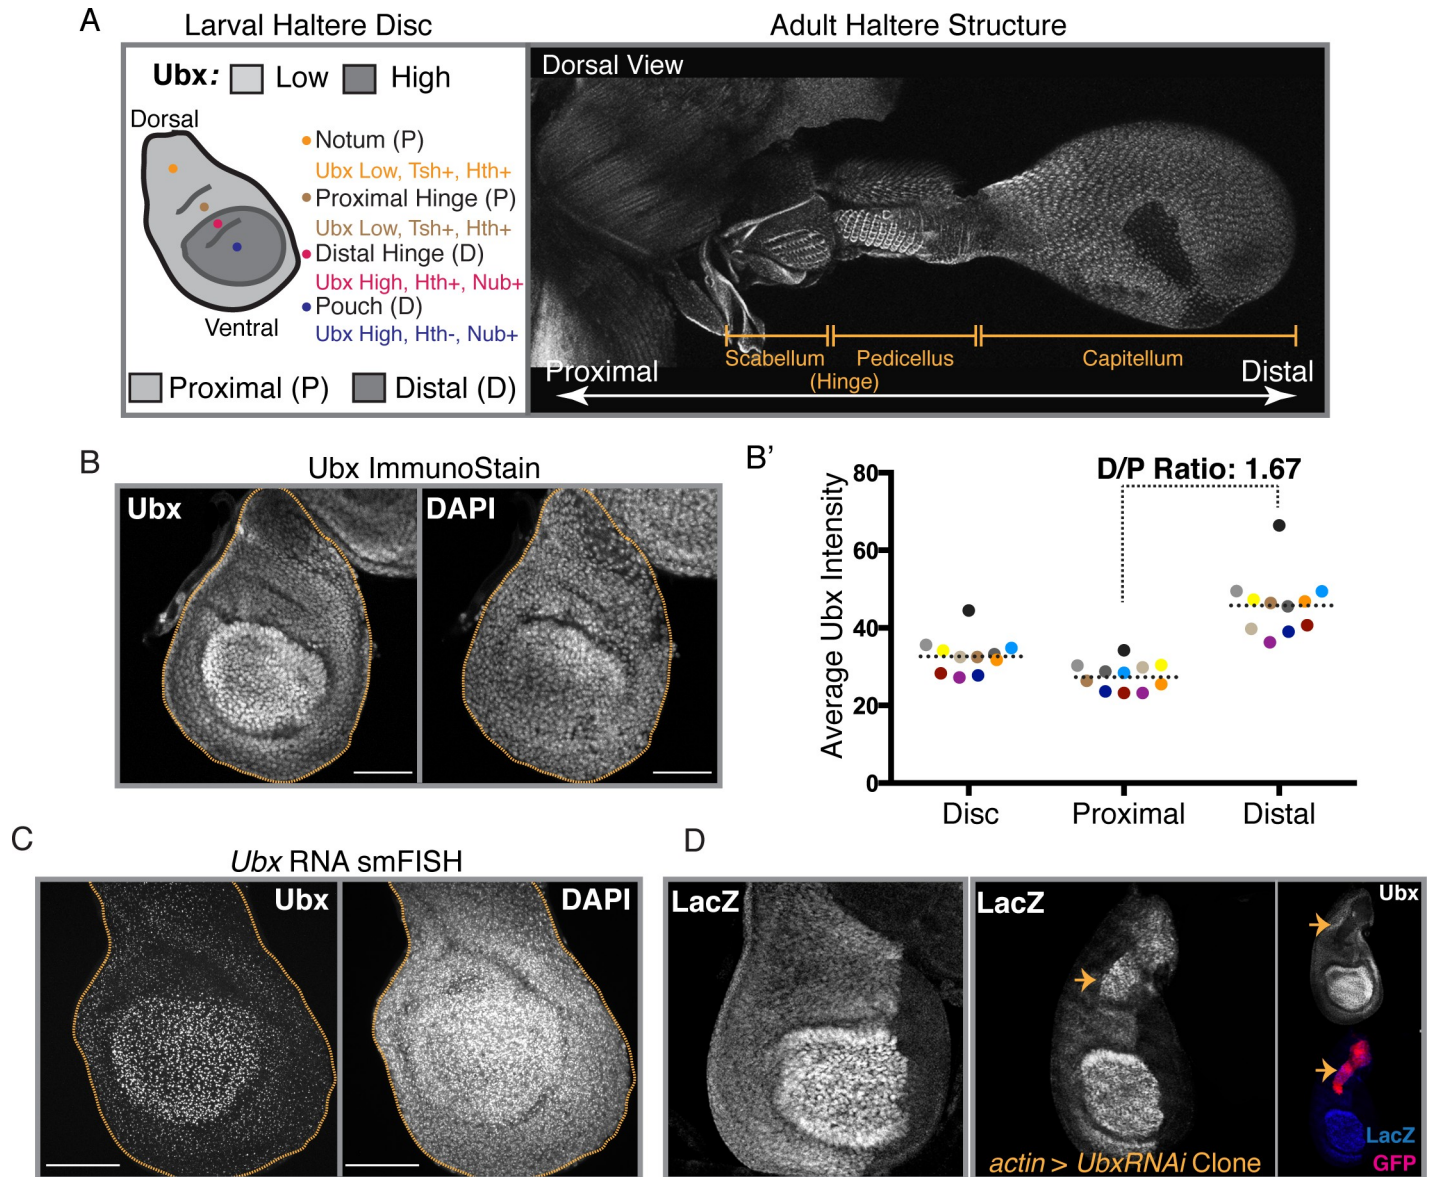 A
Larval Haltere Disc
Adult Haltere Structure
Ubx:
Low
High
Dorsal
Notum (P)
Ubx Low, Tsh+, Hth+
Proximal Hinge (P)
Ubx Low, Tsh+, Hth+
Distal Hinge (D)
Ubx High, Hth+, Nub+
Pouch (D)
Ubx High, Hth-, Nub+
Ventral
Proximal (P)
Distal (D)
Dorsal View
Scabellum
Pedicellus
Capitellum
(Hinge)
Proximal
Distal
B
Ubx ImmunoStain
Ubx
DAPI
B'
D/P Ratio: 1.67
Average Ubx Intensity
80
60
40
20
0
Disc
Proximal
Distal
C
Ubx RNA smFISH
Ubx
DAPI
D
LacZ
LacZ
actin > UbxRNAi Clone
Ubx
LacZ
GFP